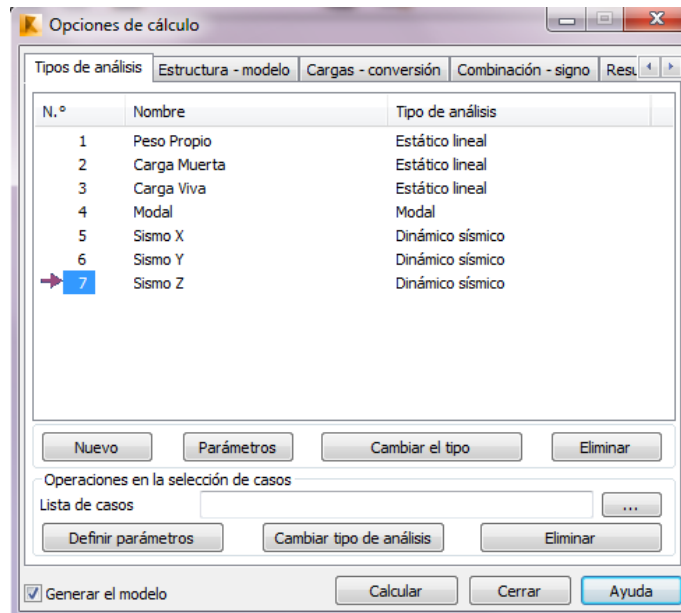 Opciones de cálculo
Tipos de análisis Estructura - modelo Cargas - conversión Combinación - signo
N.º Nombre Tipo de análisis
1 Peso Propio Estático lineal
2 Carga Muerta Estático lineal
3 Carga Viva Estático lineal
4 Modal Modal
5 Sismo X Dinámico sísmico
6 Sismo Y Dinámico sísmico
7 Sismo Z Dinámico sísmico
Nuevo Parámetros Cambiar el tipo Eliminar
Operaciones en la selección de casos
Lista de casos ...
Definir parámetros Cambiar tipo de análisis Eliminar
Generar el modelo Calcular Cerrar Ayuda